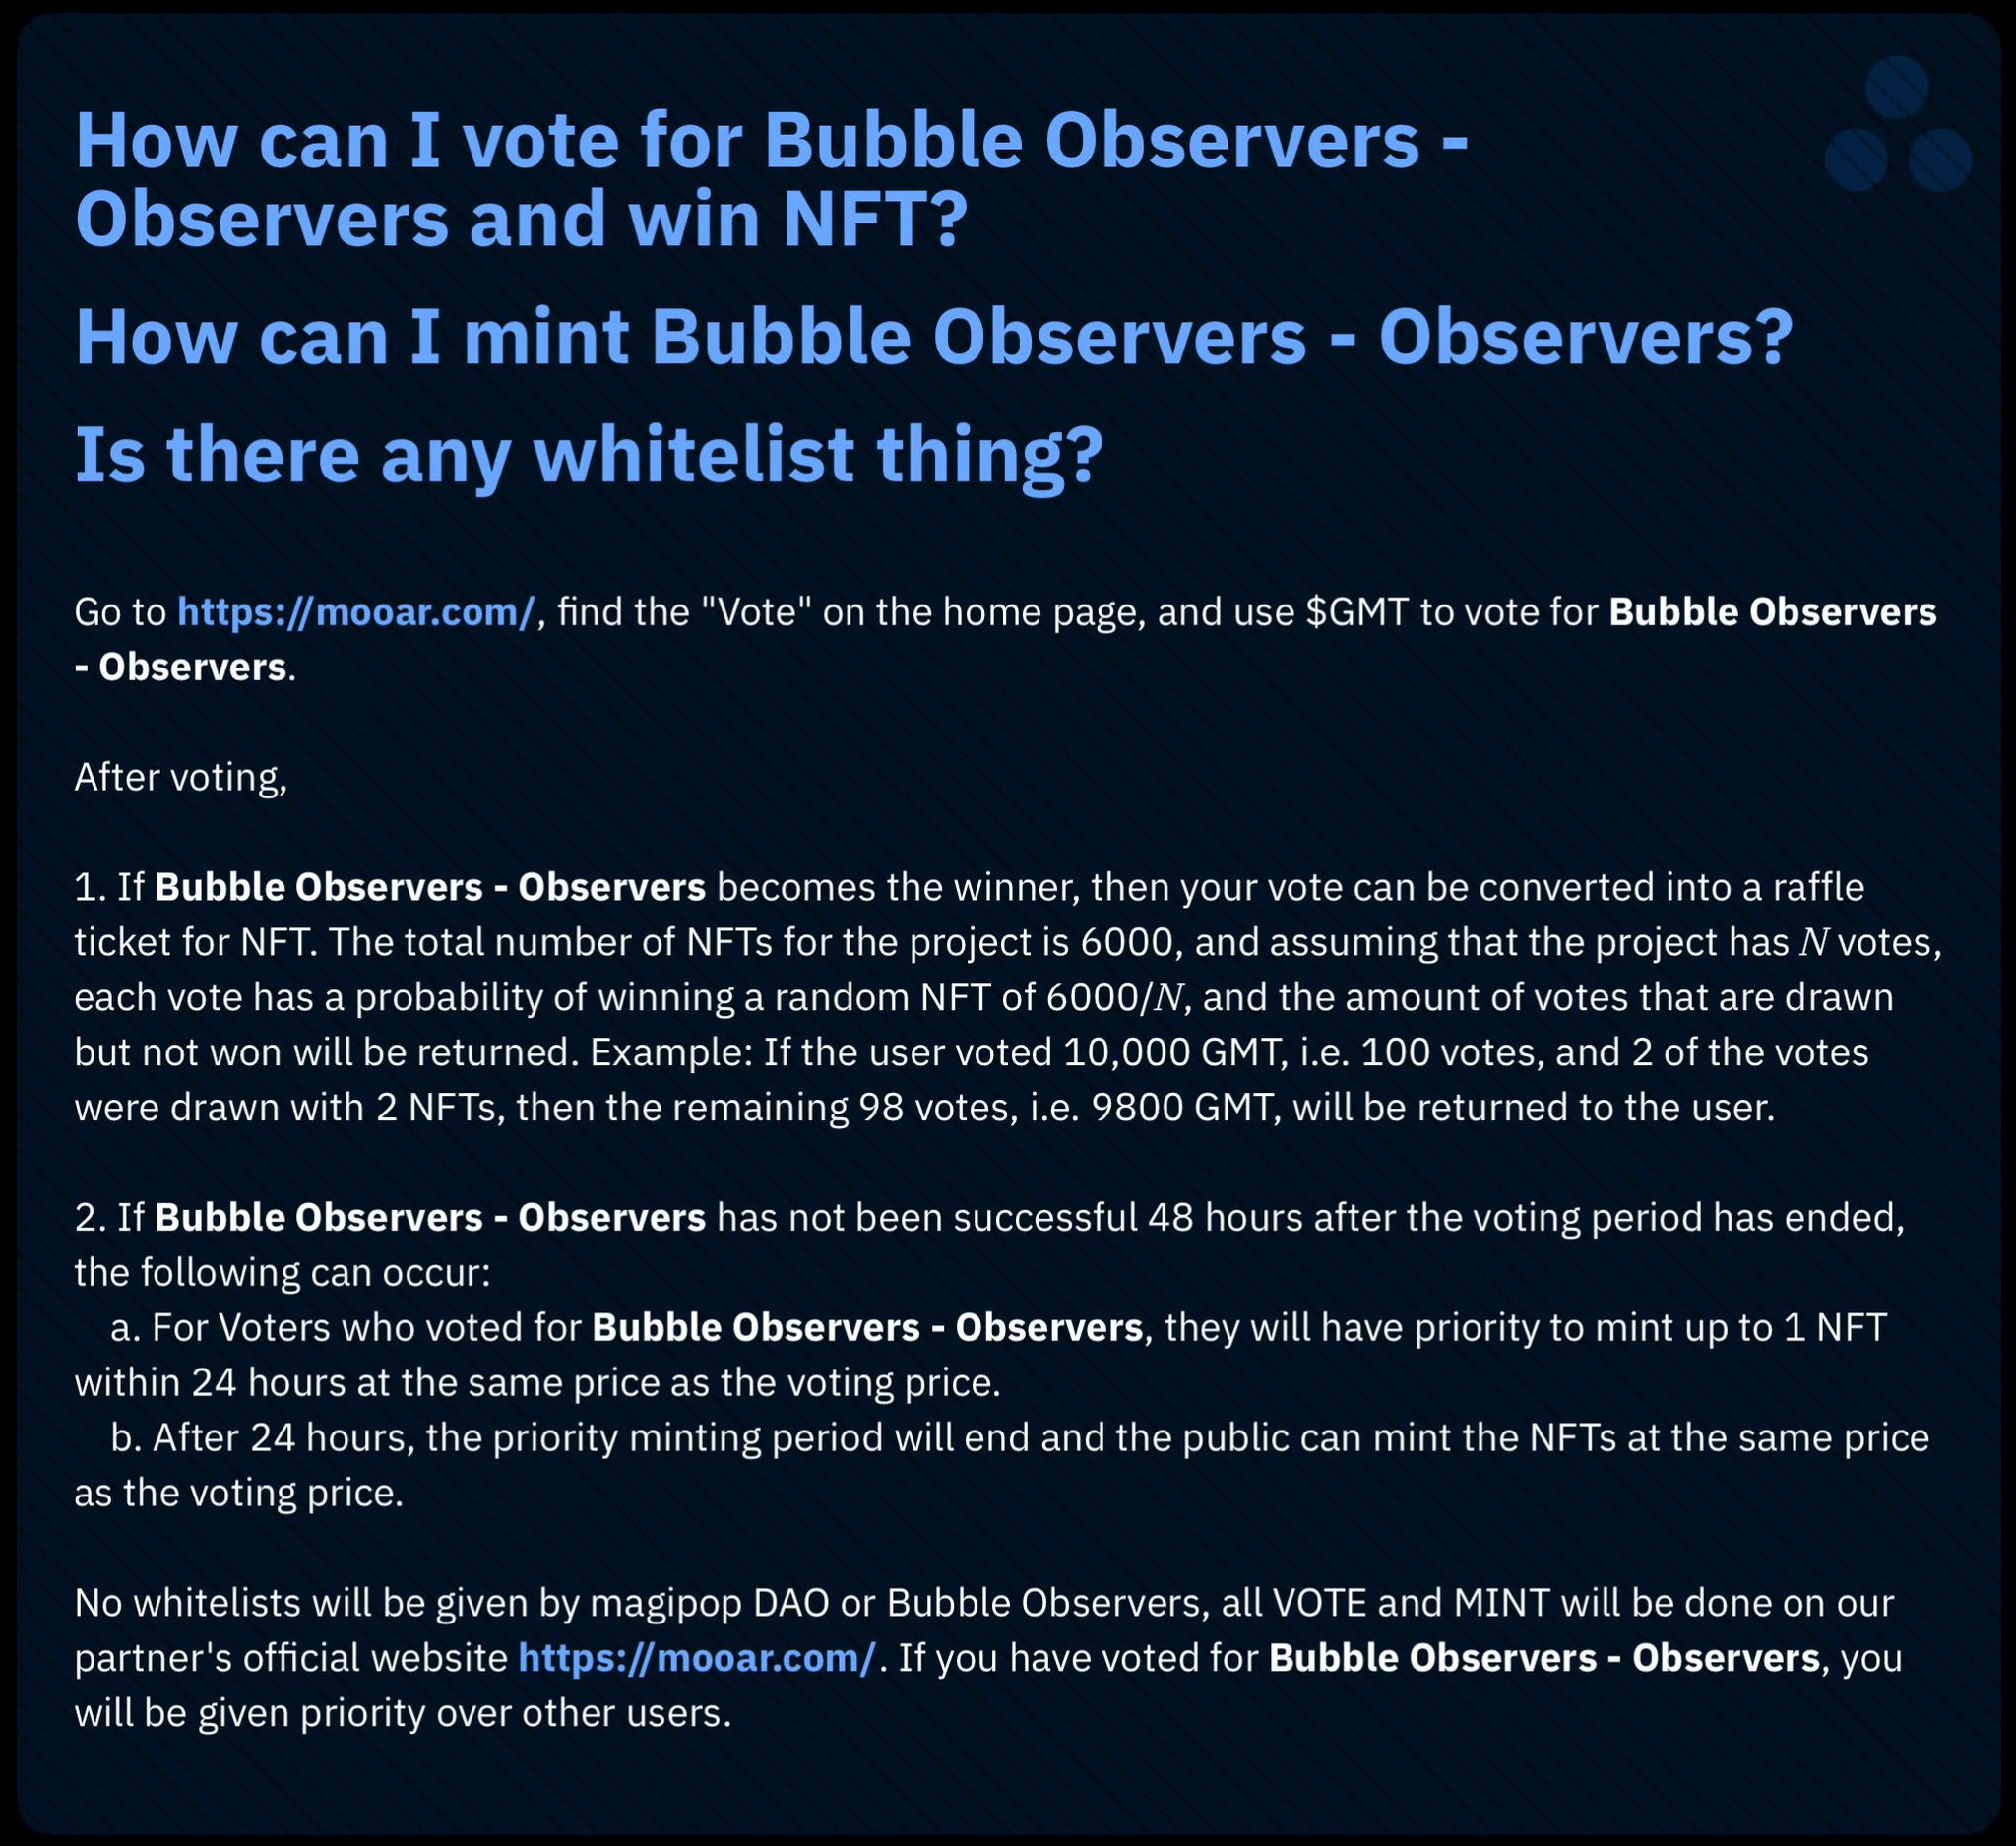 How can I vote for Bubble Observers -
Observers and win NFT?
How can I mint Bubble Observers - Observers?
Is there any whitelist thing?
Go to https://mooar.com/, find the "Vote" on the home page, and use $GMT to vote for Bubble Observers
- Observers.
After voting,
1. If Bubble Observers - Observers becomes the winner, then your vote can be converted into a raffle
ticket for NFT. The total number of NFTs for the project is 6000, and assuming that the project has N votes,
each vote has a probability of winning a random NFT of 6000/N, and the amount of votes that are drawn
but not won will be returned. Example: If the user voted 10,000 GMT, i.e. 100 votes, and 2 of the votes
were drawn with 2 NFTs, then the remaining 98 votes, i.e. 9800 GMT, will be returned to the user.
2. If Bubble Observers - Observers has not been successful 48 hours after the voting period has ended,
the following can occur:
a. For Voters who voted for Bubble Observers - Observers, they will have priority to mint up to 1 NFT
within 24 hours at the same price as the voting price.
b. After 24 hours, the priority minting period will end and the public can mint the NFTs at the same price
as the voting price.
No whitelists will be given by magipop DAO or Bubble Observers, all VOTE and MINT will be done on our
partner's official website https://mooar.com/. If you have voted for Bubble Observers - Observers, you
will be given priority over other users.